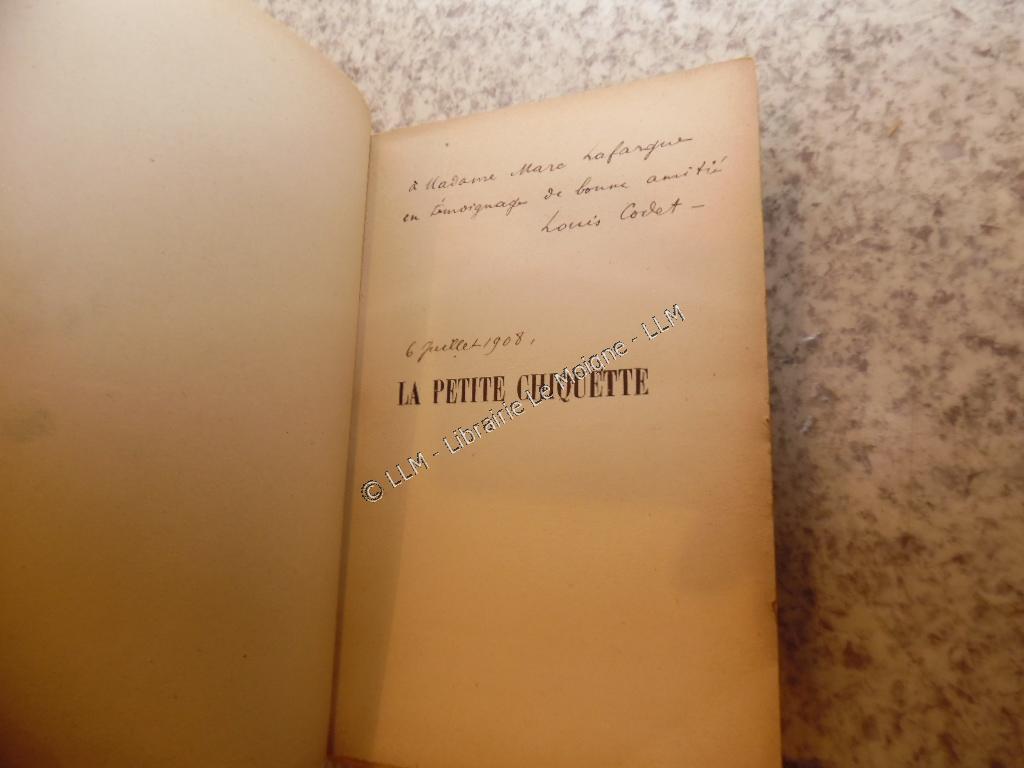 à Madame Marc Lafargue
en témoignage de bonne amitié
Louis Codet –
6 Juillet 1908.
LA PETITE CHIQUETTE
© LLM - Librairie Le Moigne - LLM